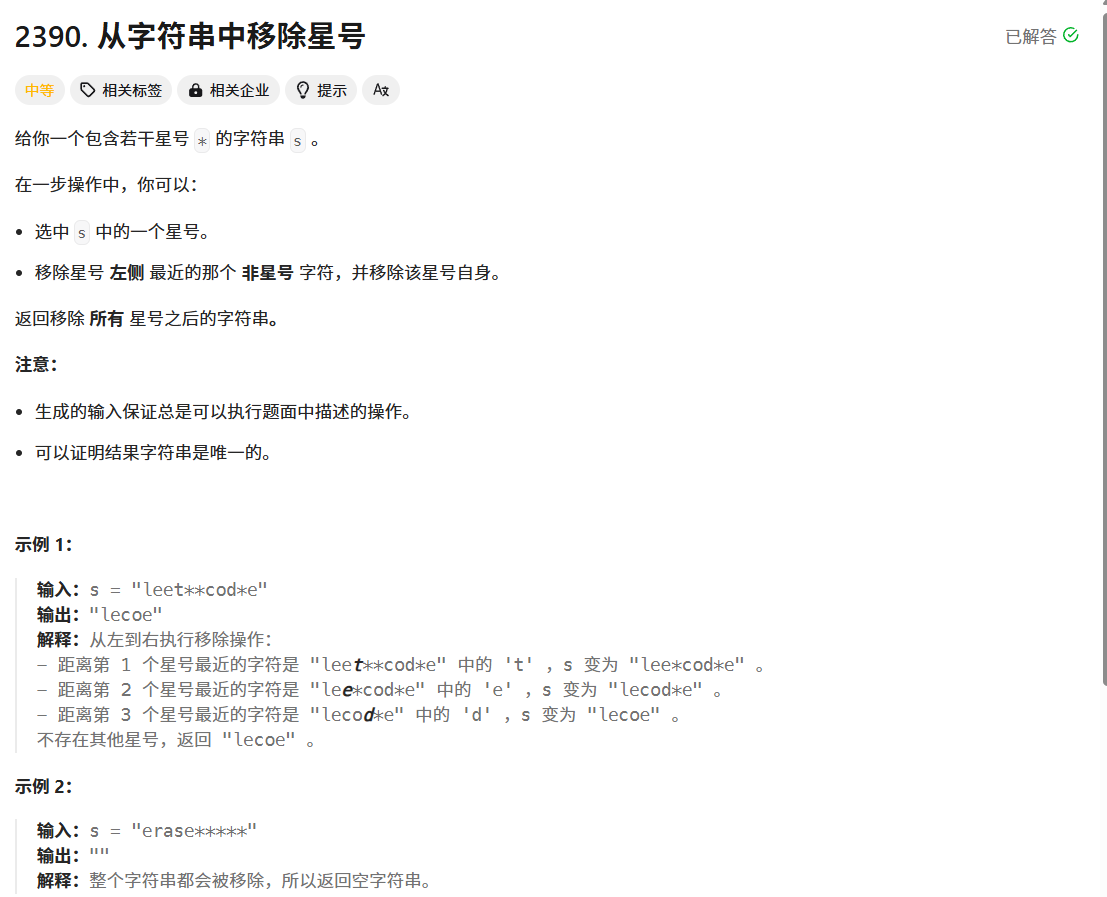 2390. 从字符串中移除星号
已解答
中等 相关标签 相关企业 提示 Aあ
给你一个包含若干星号 * 的字符串 s 。
在一步操作中，你可以：
• 选中 s 中的一个星号。
• 移除星号 左侧 最近的那个 非星号 字符，并移除该星号自身。
返回移除 所有 星号之后的字符串。
注意：
• 生成的输入保证总是可以执行题面中描述的操作。
• 可以证明结果字符串是唯一的。
示例 1：
输入：s = "leet**cod*e"
输出："lecoe"
解释：从左到右执行移除操作：
- 距离第 1 个星号最近的字符是 "leet**cod*e" 中的 't' ，s 变为 "lee*cod*e" 。
- 距离第 2 个星号最近的字符是 "lee*cod*e" 中的 'e' ，s 变为 "lecod*e" 。
- 距离第 3 个星号最近的字符是 "lecod*e" 中的 'd' ，s 变为 "lecoe" 。
不存在其他星号，返回 "lecoe" 。
示例 2：
输入：s = "erase*****"
输出：""
解释：整个字符串都会被移除，所以返回空字符串。